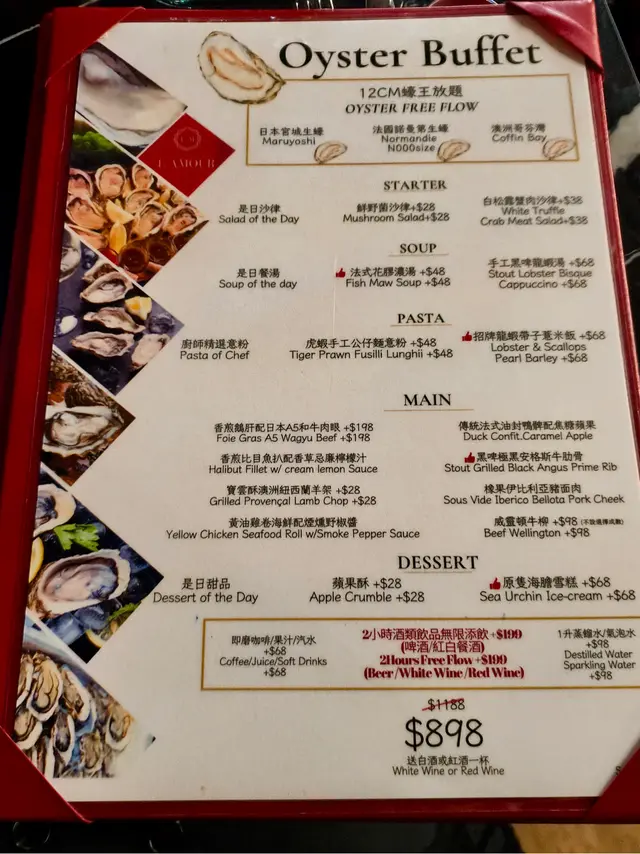 Oyster Buffet
12CM蠔王放題
OYSTER FREE FLOW
日本宮城生蠔
Maruyoshi
法國諾曼第生蠔
Normandie
N000size
澳洲哥芬灣
Coffin Bay
L'AMOUR
STARTER
是日沙律
Salad of the Day
鮮野菌沙律+$28
Mushroom Salad+$28
白松露蟹肉沙律+$38
White Truffle
Crab Meat Salad+$38
SOUP
是日餐湯
Soup of the day
法式花膠濃湯 +$48
Fish Maw Soup +$48
手工黑啤龍蝦湯 +$68
Stout Lobster Bisque
Cappuccino +$68
PASTA
廚師精選意粉
Pasta of Chef
虎蝦手工公仔麵意粉 +$48
Tiger Prawn Fusilli Lunghii +$48
招牌龍蝦帶子薏米飯 +$68
Lobster & Scallops
Pearl Barley +$68
MAIN
香煎鵝肝配日本A5和牛肉眼 +$198
Foie Gras A5 Wagyu Beef +$198
傳統法式油封鴨髀配焦糖蘋果
Duck Confit.Caramel Apple
香煎比目魚扒配香草忌廉檸檬汁
Halibut Fillet w/ cream lemon Sauce
黑啤極黑安格斯牛肋骨
Stout Grilled Black Angus Prime Rib
寶雲酥澳洲紐西蘭羊架 +$28
Grilled Provençal Lamb Chop +$28
橡果伊比利亞豬面肉
Sous Vide Iberico Bellota Pork Cheek
黄油雞卷海鮮配煙燻野椒醬
Yellow Chicken Seafood Roll w/Smoke Pepper Sauce
威靈頓牛柳 +$98
Beef Wellington +$98
DESSERT
是日甜品
Dessert of the Day
蘋果酥 +$28
Apple Crumble +$28
原隻海膽雪糕 +$68
Sea Urchin Ice-cream +$68
即磨咖啡/果汁/汽水
+$68
Coffee/Juice/Soft Drinks
+$68
2小時酒類飲品無限添飲 +$199
(啤酒/紅白餐酒)
2Hours Free Flow +$199
(Beer /White Wine /Red Wine)
1升蒸餾水/氣泡水
+$98
Destilled Water
Sparkling Water
+$98
$1188
$898
送白酒或紅酒一杯
White Wine or Red Wine